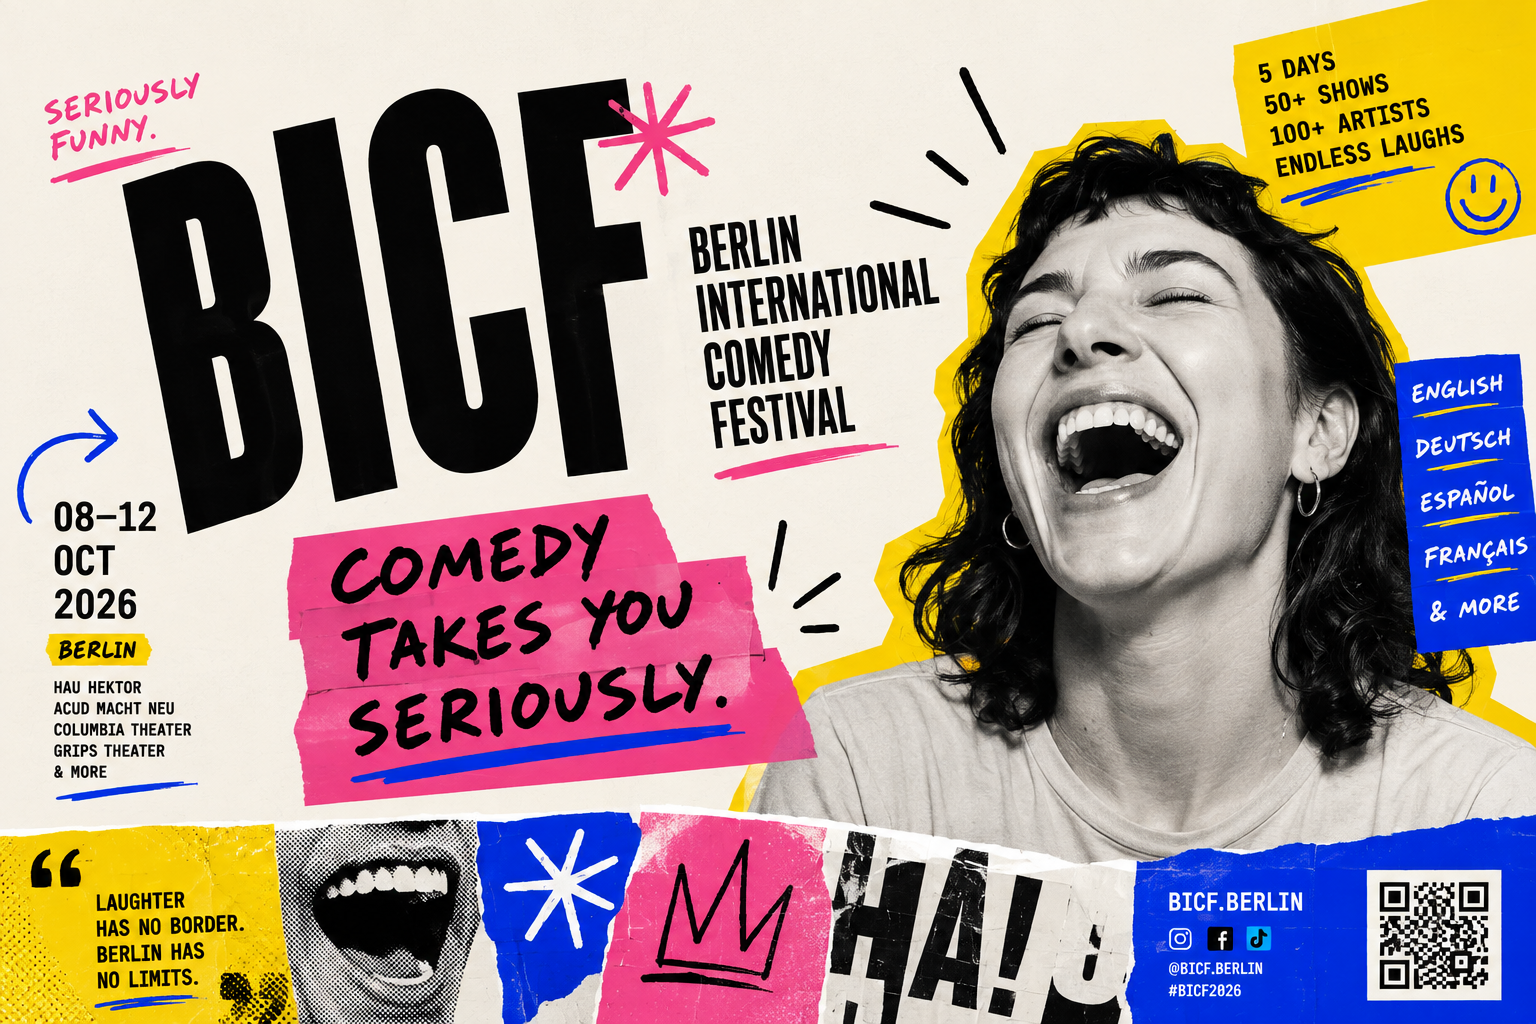 SERIOUSLY
FUNNY.
BICF
BERLIN
INTERNATIONAL
COMEDY
FESTIVAL
5 DAYS
50+ SHOWS
100+ ARTISTS
ENDLESS LAUGHS
ENGLISH
DEUTSCH
ESPAÑOL
FRANÇAIS
& MORE
08–12
OCT
2026
BERLIN
HAU HEKTOR
ACUD MACHT NEU
COLUMBIA THEATER
GRIPS THEATER
& MORE
COMEDY
TAKES YOU
SERIOUSLY.
“
LAUGHTER
HAS NO BORDER.
BERLIN HAS
NO LIMITS.
HA!
BICF.BERLIN
@BICF.BERLIN
#BICF2026